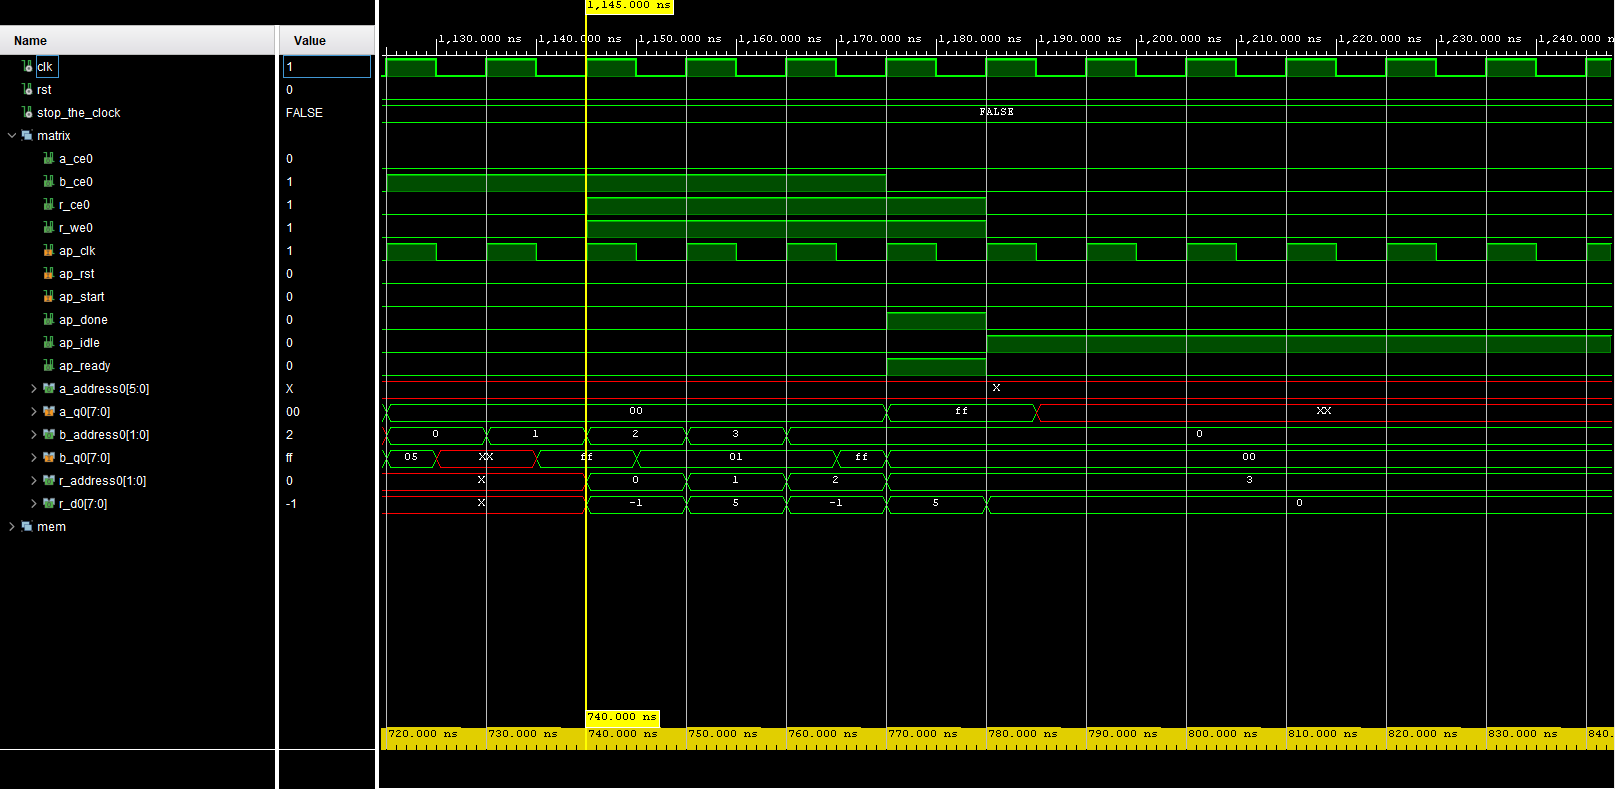 1,145.000 ns
Name Value
1,130.000 ns 1,140.000 1,150.000 ns 1,160.000 ns 1,170.000 ns 1,180.000 ns 1,190.000 ns 1,200.000 ns 1,210.000 ns 1,220.000 ns 1,230.000 ns 1,240.000 n
clk 1
rst 0
stop_the_clock FALSE FALSE
matrix
a_ce0 0
b_ce0 1
r_ce0 1
r_we0 1
ap_clk 1
ap_rst 0
ap_start 0
ap_done 0
ap_idle 0
ap_ready 0
a_address0[5:0] X X
a_q0[7:0] 00 00 ff XX
b_address0[1:0] 2 0 1 2 3 0
b_q0[7:0] ff 05 XX ff 01 ff 00
r_address0[1:0] 0 X 0 1 2 3
r_d0[7:0] -1 X -1 5 -1 5 0
mem
740.000 ns
720.000 ns 730.000 ns 740.000 ns 750.000 ns 760.000 ns 770.000 ns 780.000 ns 790.000 ns 800.000 ns 810.000 ns 820.000 ns 830.000 ns 840.